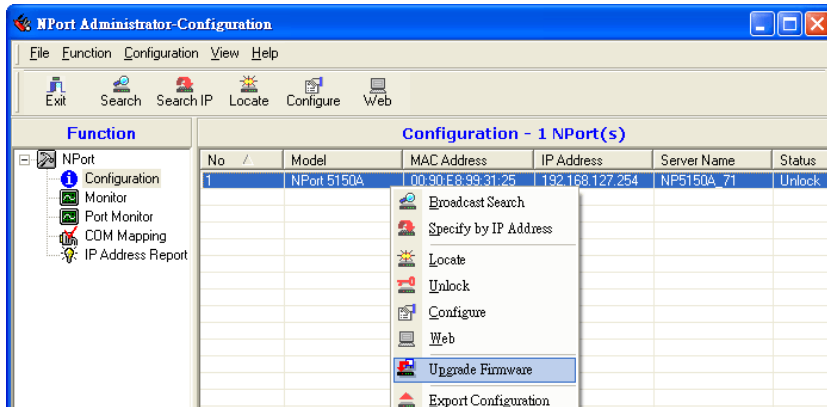 NPort Administrator-Configuration
File Function Configuration View Help
Exit Search Search IP Locate Configure Web
Function
Configuration - 1 NPort(s)
NPort
Configuration
Monitor
Port Monitor
COM Mapping
IP Address Report
No Model MAC Address IP Address Server Name Status
1 NPort 5150A 00:90:E8:99:31:25 192.168.127.254 NP5150A_71 Unlock
Broadcast Search
Specify by IP Address
Locate
Unlock
Configure
Web
Upgrade Firmware
Export Configuration